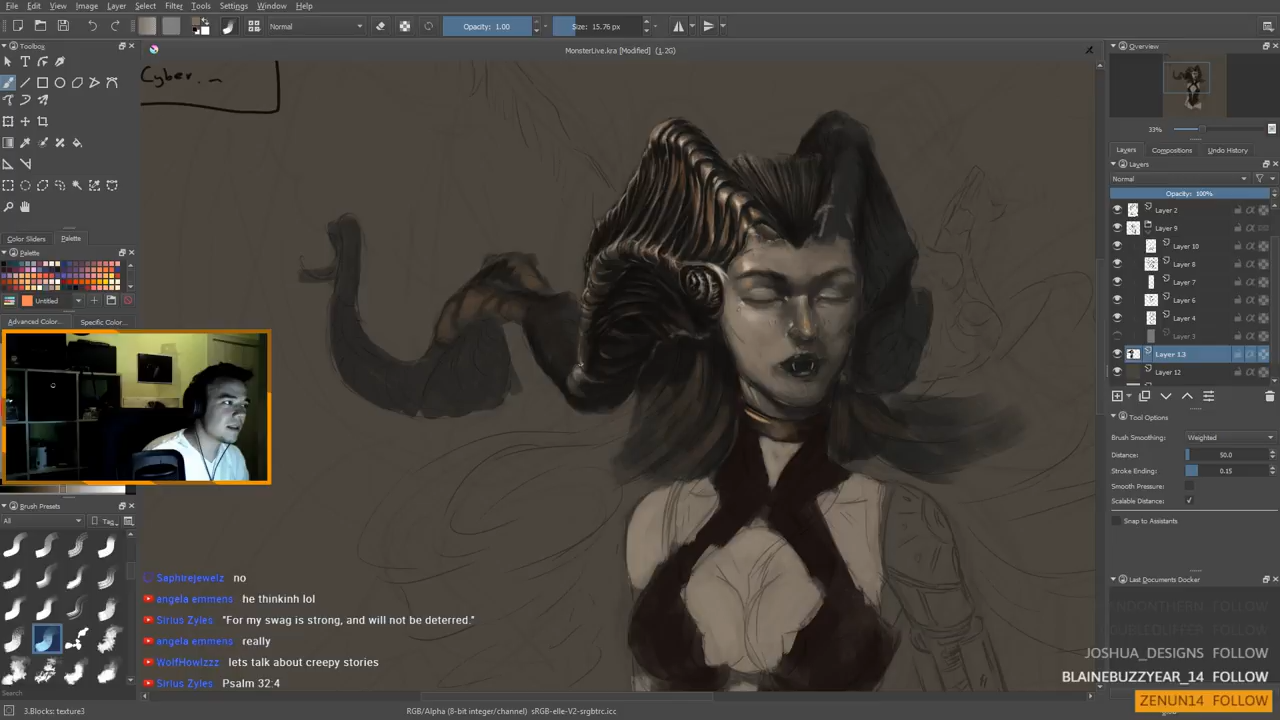 File Edit View Image Layer Select Filter Tools Settings Window Help
Normal Opacity: 1.00 Size: 15.76 px
MonsterLive.kra [Modified] (1.2G)
Toolbox
Cyber.
Color Sliders Palette
Palette
Untitled
Advanced Color... Specific Color...
Brush Presets
All Tag
Search
Saphirejewelz no
angela emmens he thinkinh lol
Sirius Zyles "For my swag is strong, and will not be deterred."
angela emmens really
WolfHowlzzz lets talk about creepy stories
Sirius Zyles Psalm 32:4
3.Blocks: texture3
RGB/Alpha (8-bit integer/channel) sRGB-elle-V2-srgbtrc.icc
Overview
33%
Layers Compositions Undo History
Layers
Normal
Opacity: 100%
Layer 2
Layer 9
Layer 10
Layer 8
Layer 7
Layer 6
Layer 4
Layer 3
Layer 13
Layer 12
Tool Options
Brush Smoothing: Weighted
Distance: 50.0
Stroke Ending: 0.15
Smooth Pressure:
Scalable Distance:
Snap to Assistants
Last Documents Docker
FOLLOW
FOLLOW
JOSHUA_DESIGNS FOLLOW
BLAINEBUZZYEAR_14 FOLLOW
ZENUN14 FOLLOW